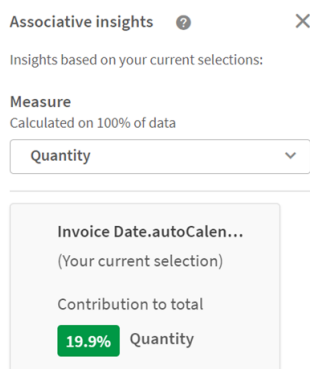 Associative insights ?
Insights based on your current selections:
Measure
Calculated on 100% of data
Quantity
Invoice Date.autoCalen...
(Your current selection)
Contribution to total
19.9% Quantity